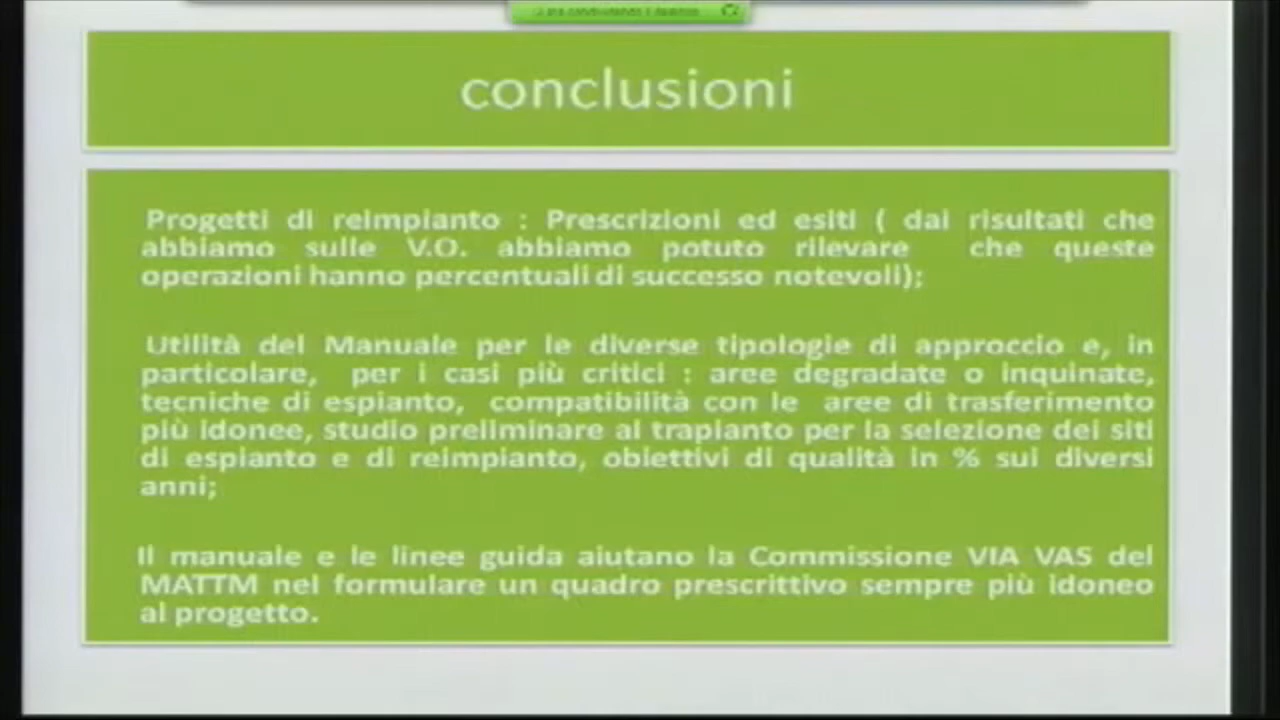 conclusioni
Progetti di reimpianto : Prescrizioni ed esiti ( dai risultati che
abbiamo sulle V.O. abbiamo potuto rilevare che queste
operazioni hanno percentuali di successo notevoli);
Utilità del Manuale per le diverse tipologie di approccio e, in
particolare, per i casi più critici : aree degradate o inquinate,
tecniche di espianto, compatibilità con le aree di trasferimento
più idonee, studio preliminare al trapianto per la selezione dei siti
di espianto e di reimpianto, obiettivi di qualità in % sui diversi
anni;
Il manuale e le linee guida aiutano la Commissione VIA VAS del
MATTM nel formulare un quadro prescrittivo sempre più idoneo
al progetto.